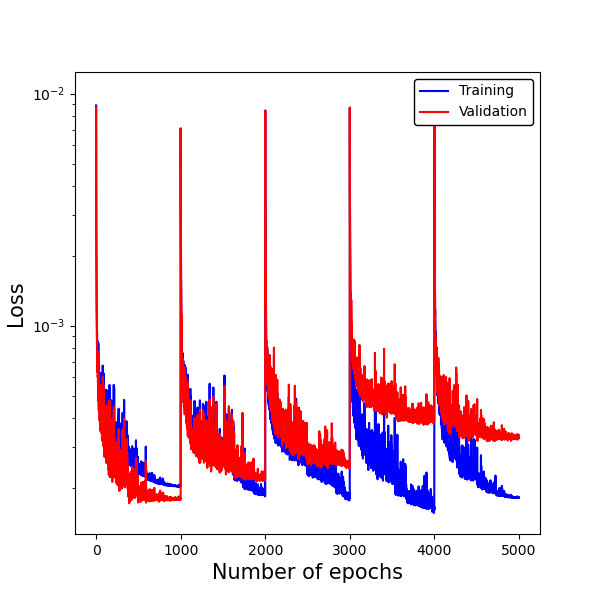 Training
Validation
10⁻²
10⁻³
Loss
0 1000 2000 3000 4000 5000
Number of epochs